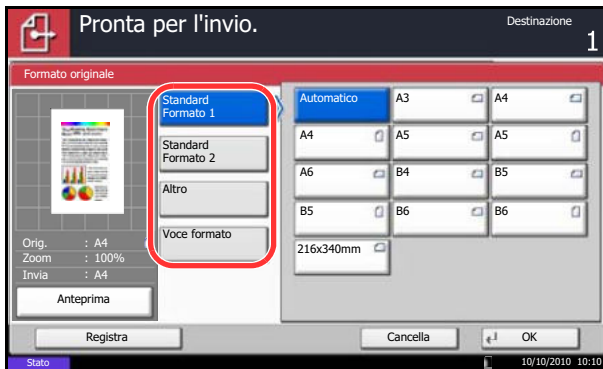 Pronta per l'invio.
Destinazione
1
Formato originale
Standard
Formato 1
Standard
Formato 2
Altro
Voce formato
Automatico
A3
A4
A4
A5
A5
A6
B4
B5
B5
B6
B6
216x340mm
Orig. : A4
Zoom : 100%
Invia : A4
Anteprima
Registra
Cancella
OK
Stato
10/10/2010 10:10